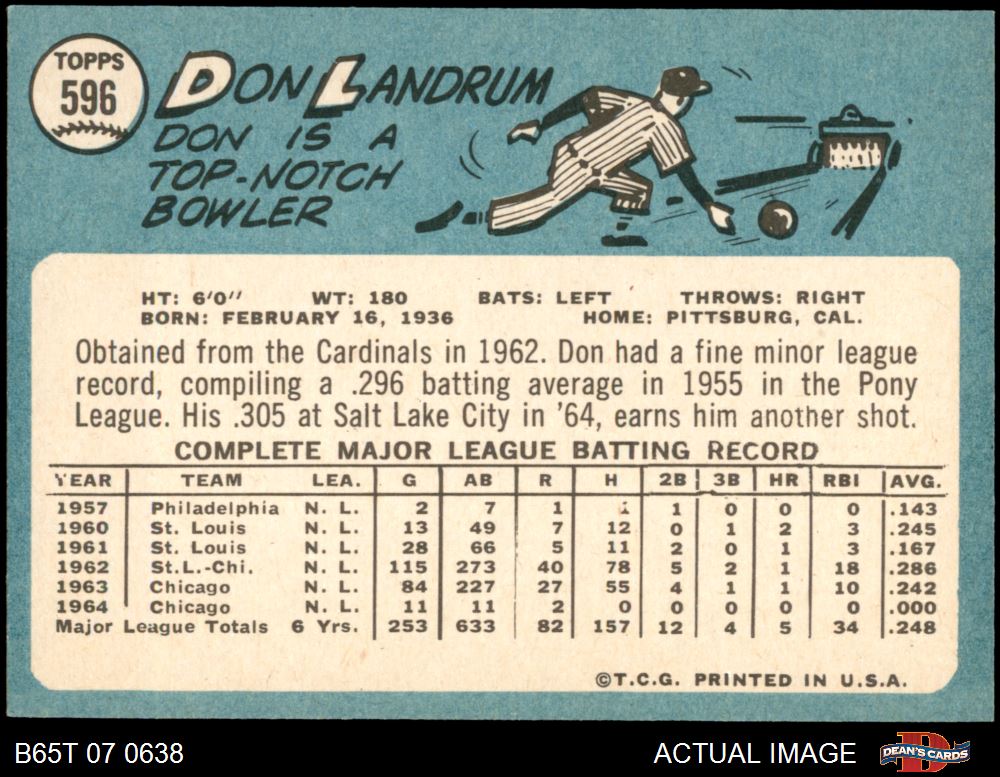 TOPPS
596
DON LANDRUM
DON IS A
TOP-NOTCH
BOWLER
HT: 6'0" WT: 180 BATS: LEFT THROWS: RIGHT
BORN: FEBRUARY 16, 1936 HOME: PITTSBURG, CAL.
Obtained from the Cardinals in 1962. Don had a fine minor league
record, compiling a .296 batting average in 1955 in the Pony
League. His .305 at Salt Lake City in '64, earns him another shot.
COMPLETE MAJOR LEAGUE BATTING RECORD
YEAR TEAM LEA. G AB R H 2B 3B HR RBI AVG.
1957 Philadelphia N. L. 2 7 1 1 1 0 0 0 .143
1960 St. Louis N. L. 13 49 7 12 0 1 2 3 .245
1961 St. Louis N. L. 28 66 5 11 2 0 1 3 .167
1962 St.L.-Chi. N. L. 115 273 40 78 5 2 1 18 .286
1963 Chicago N. L. 84 227 27 55 4 1 1 10 .242
1964 Chicago N. L. 11 11 2 0 0 0 0 0 .000
Major League Totals 6 Yrs. 253 633 82 157 12 4 5 34 .248
©T.C.G. PRINTED IN U.S.A.
B65T 07 0638 ACTUAL IMAGE D DEAN'S CARDS